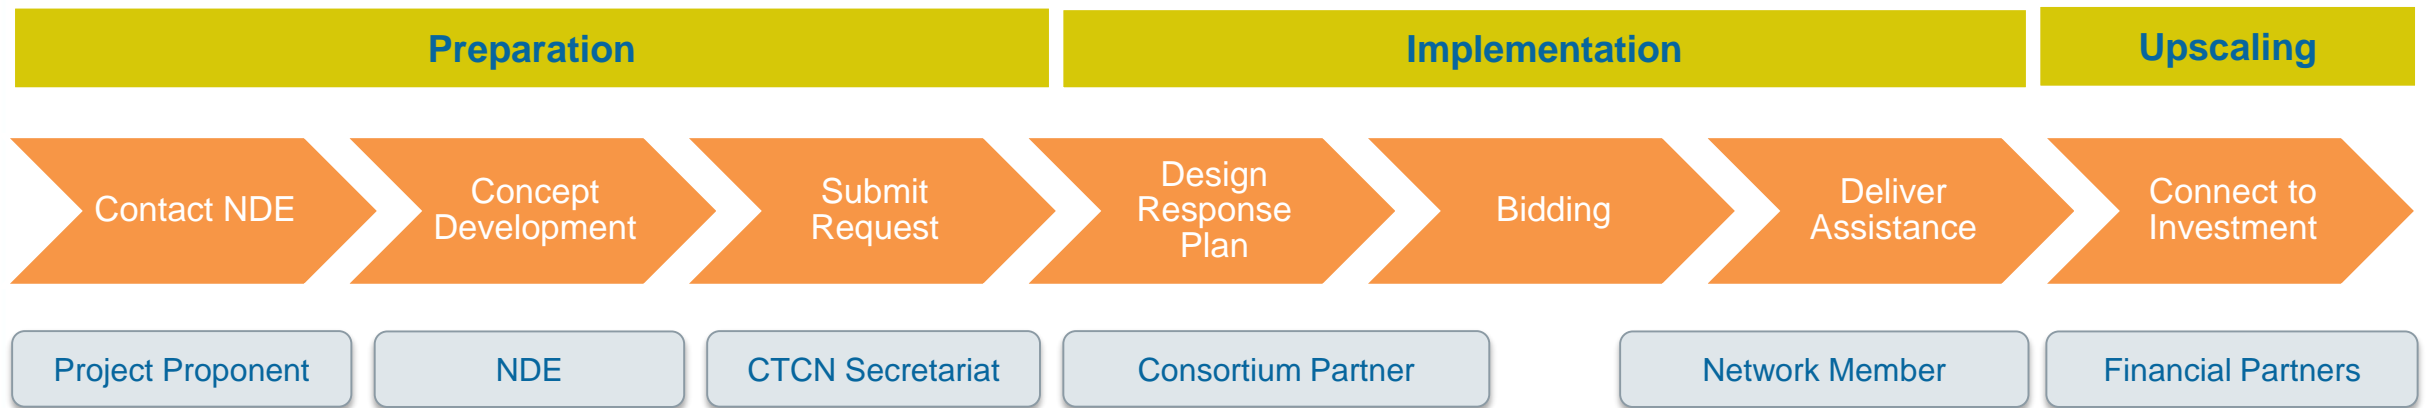 Preparation
Implementation
Upscaling
Contact NDE
Concept
Development
Submit
Request
Design
Response
Plan
Bidding
Deliver
Assistance
Connect to
Investment
Project Proponent
NDE
CTCN Secretariat
Consortium Partner
Network Member
Financial Partners